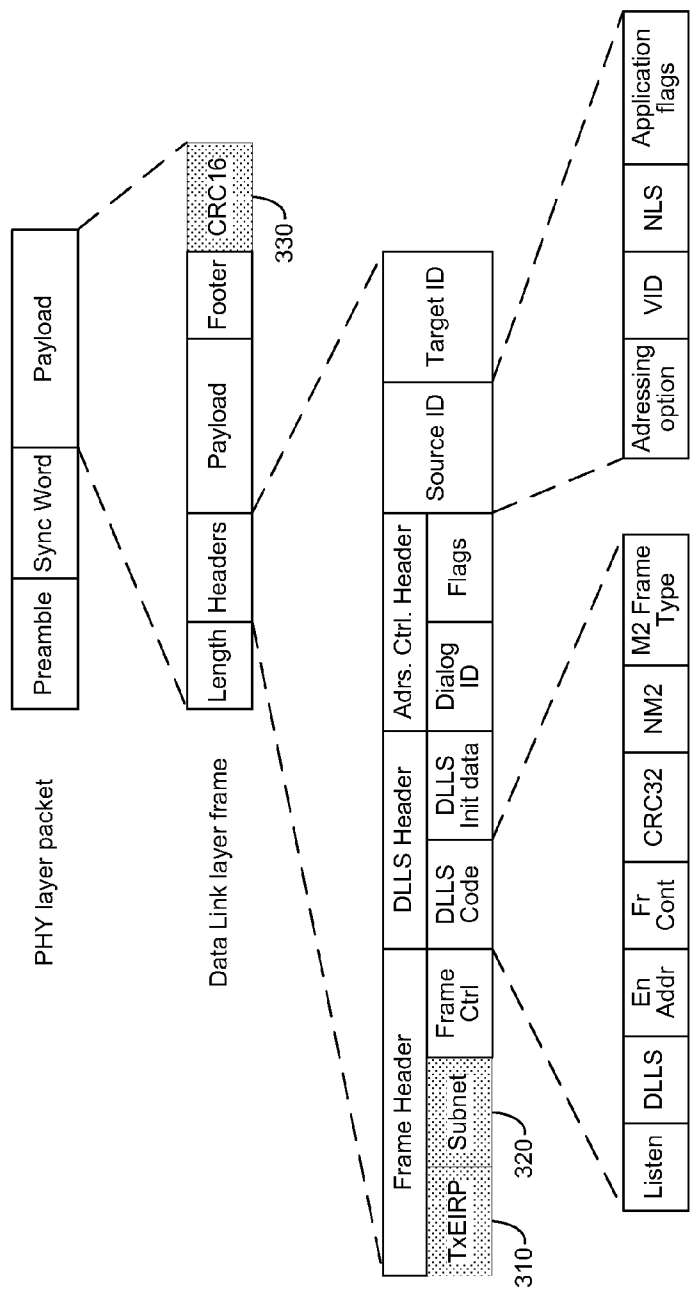 PHY layer packet
Preamble
Sync Word
Payload
Data Link layer frame
Length
Headers
Payload
Footer
CRC16
330
Frame Header
DLLS Header
Adrs. Ctrl. Header
Source ID
Target ID
TxEIRP
Subnet
Frame
Ctrl
DLLS
Code
DLLS
Init data
Dialog
ID
Flags
310
320
Listen
DLLS
En
Addr
Fr
Cont
CRC32
NM2
M2 Frame
Type
Adressing
option
VID
NLS
Application
flags